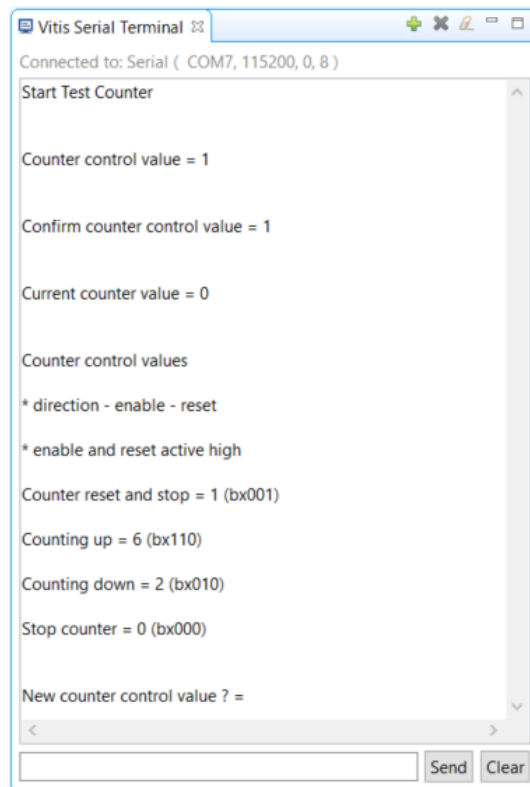 Vitis Serial Terminal
Connected to: Serial ( COM7, 115200, 0, 8 )
Start Test Counter
Counter control value = 1
Confirm counter control value = 1
Current counter value = 0
Counter control values
* direction - enable - reset
* enable and reset active high
Counter reset and stop = 1 (bx001)
Counting up = 6 (bx110)
Counting down = 2 (bx010)
Stop counter = 0 (bx000)
New counter control value ? =
Send Clear